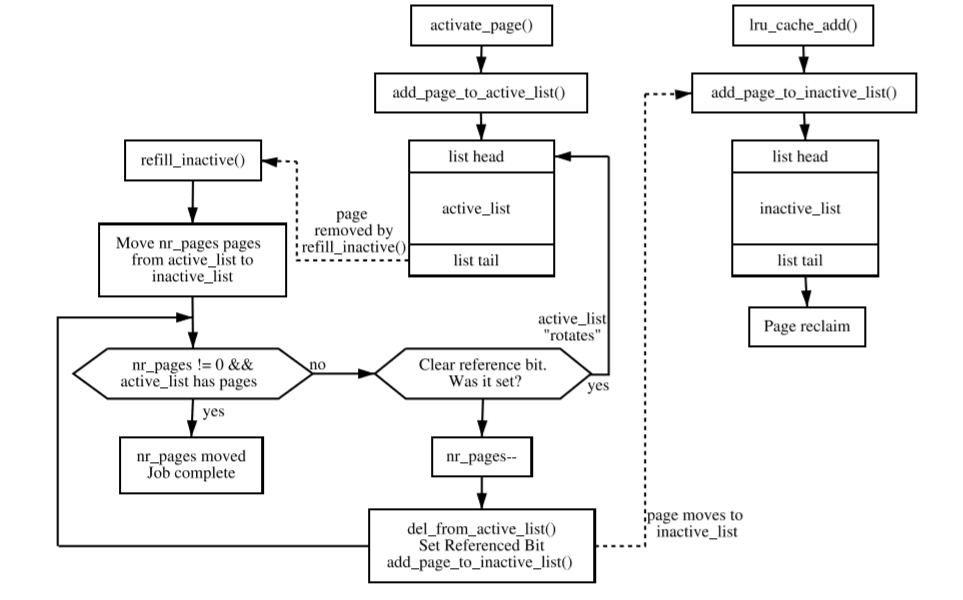 activate_page()
lru_cache_add()
add_page_to_active_list()
add_page_to_inactive_list()
refill_inactive()
list head
active_list
list tail
list head
inactive_list
list tail
page
removed by
refill_inactive()
Move nr_pages pages
from active_list to
inactive_list
Page reclaim
active_list
"rotates"
nr_pages != 0 &&
active_list has pages
no
Clear reference bit.
Was it set?
yes
yes
nr_pages moved
Job complete
nr_pages--
del_from_active_list()
Set Referenced Bit
add_page_to_inactive_list()
page moves to
inactive_list